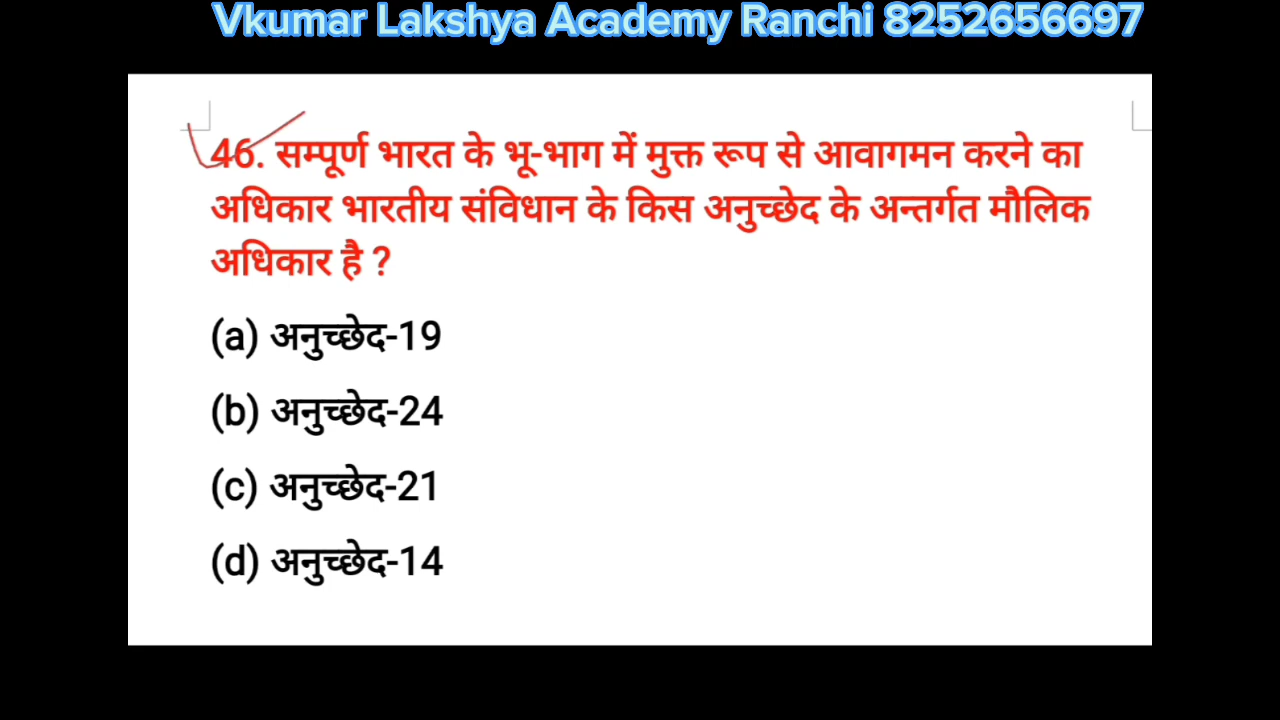 Vkumar Lakshya Academy Ranchi 8252656697
46. सम्पूर्ण भारत के भू-भाग में मुक्त रूप से आवागमन करने का
अधिकार भारतीय संविधान के किस अनुच्छेद के अन्तर्गत मौलिक
अधिकार है ?
(a) अनुच्छेद-19
(b) अनुच्छेद-24
(c) अनुच्छेद-21
(d) अनुच्छेद-14